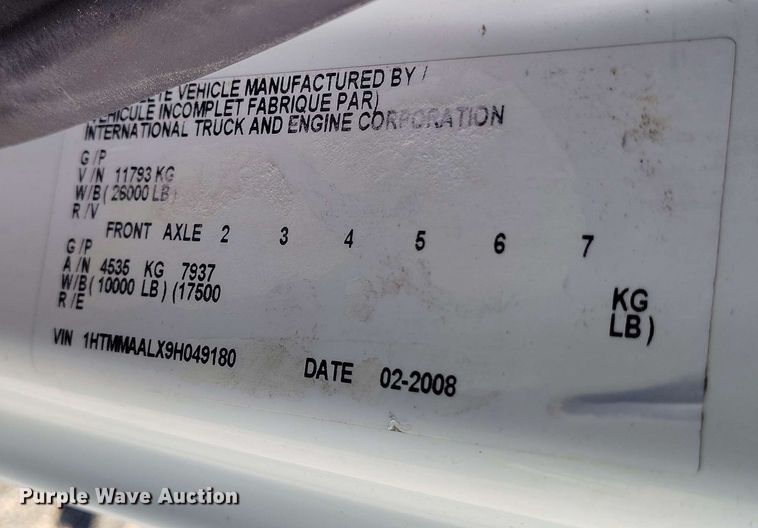 VEHICLE MANUFACTURED BY /
VEHICULE INCOMPLET FABRIQUE PAR)
INTERNATIONAL TRUCK AND ENGINE CORPORATION
G/P
V/N 11793 KG
W/B( 26000 LB)
R/V
FRONT AXLE 2 3 4 5 6 7
G/P
A/N 4535 KG 7937
W/B( 10000 LB) (17500
R/E
KG
LB)
VIN 1HTMMAALX9H049180
DATE 02-2008
Purple Wave Auction